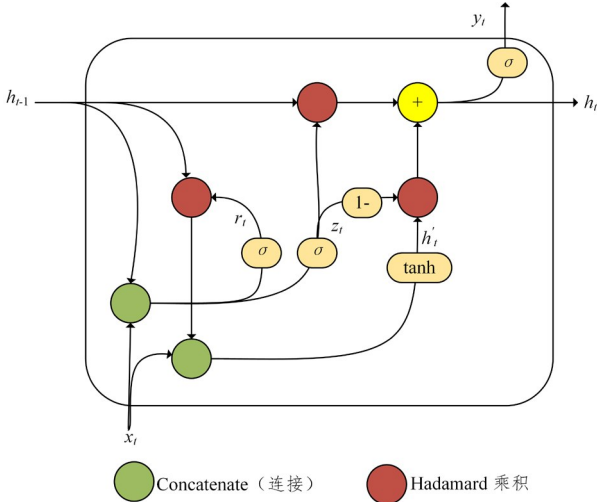 y_t
σ
h_{t-1}
+
h_t
r_t
1-
z_t
h'_t
σ
σ
tanh
x_t
Concatenate（连接）
Hadamard 乘积